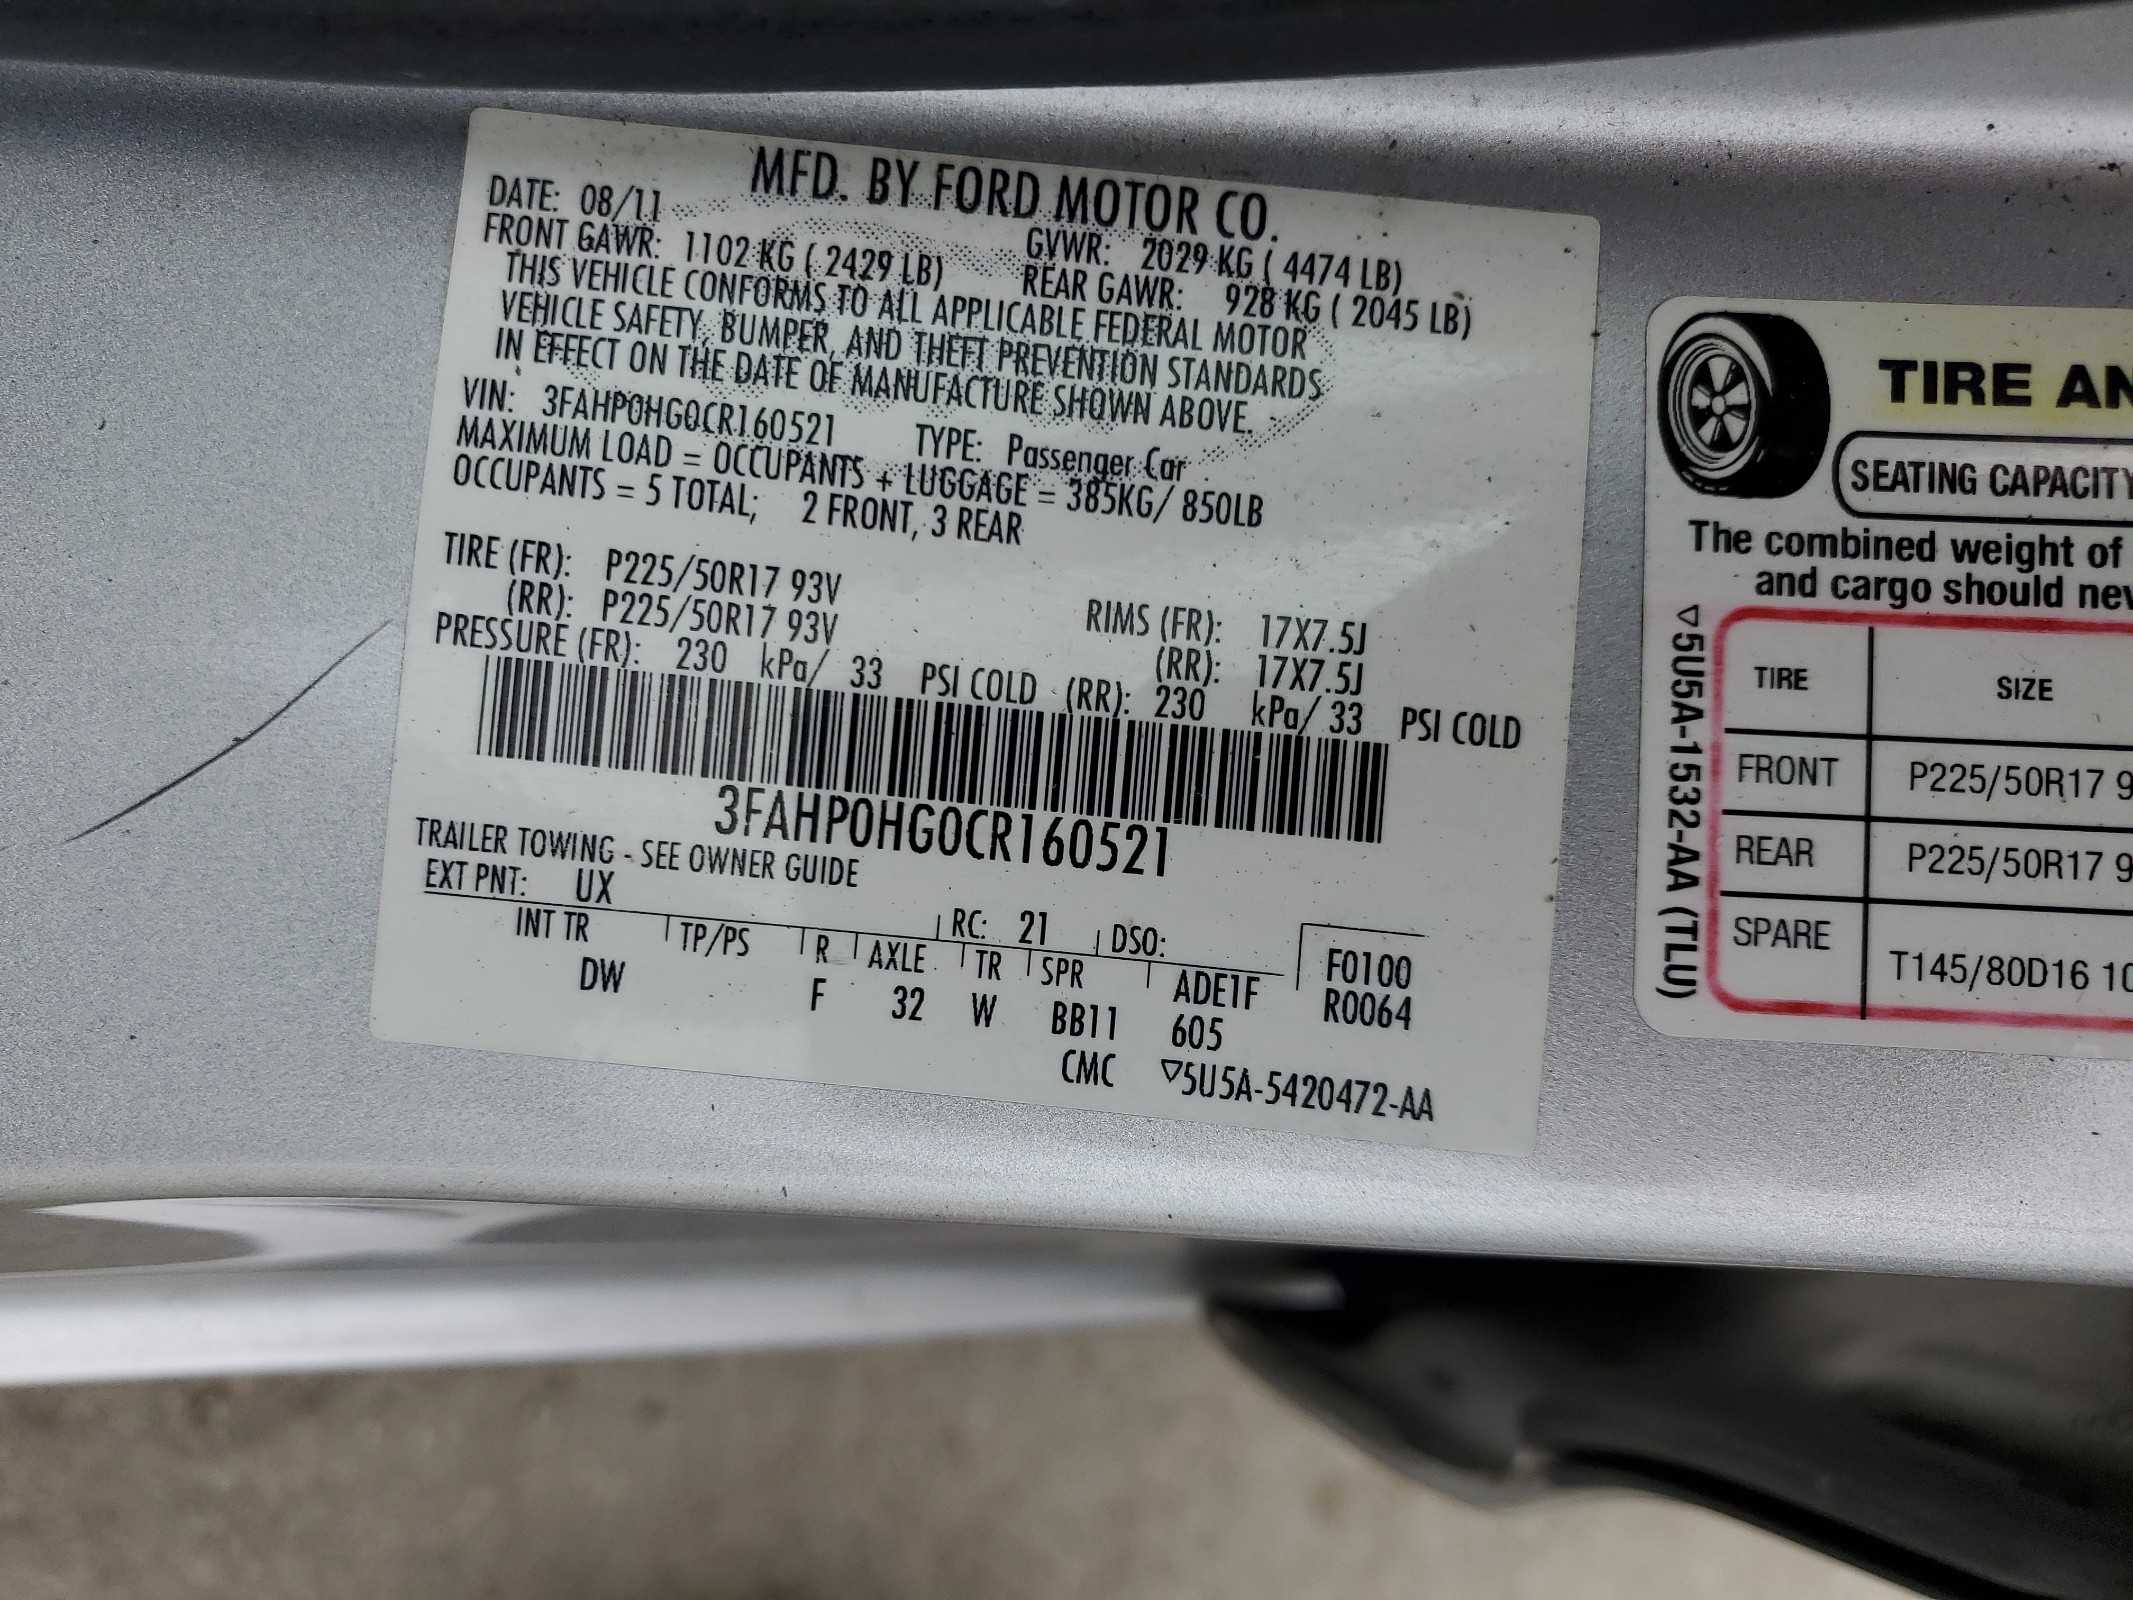 MFD. BY FORD MOTOR CO.
DATE: 08/11 GVWR: 2029 KG ( 4474 LB)
FRONT GAWR: 1102 KG ( 2429 LB) REAR GAWR: 928 KG ( 2045 LB)
THIS VEHICLE CONFORMS TO ALL APPLICABLE FEDERAL MOTOR
VEHICLE SAFETY, BUMPER, AND THEFT PREVENTION STANDARDS
IN EFFECT ON THE DATE OF MANUFACTURE SHOWN ABOVE.
VIN: 3FAHP0HG0CR160521 TYPE: Passenger Car
MAXIMUM LOAD = OCCUPANTS + LUGGAGE = 385KG/ 850LB
OCCUPANTS = 5 TOTAL; 2 FRONT, 3 REAR
TIRE (FR): P225/50R17 93V RIMS (FR): 17X7.5J
(RR): P225/50R17 93V (RR): 17X7.5J
PRESSURE (FR): 230 kPa/ 33 PSI COLD (RR): 230 kPa/ 33 PSI COLD
3FAHP0HG0CR160521
TRAILER TOWING - SEE OWNER GUIDE
EXT PNT: UX RC: 21 DSO:
INT TR TP/PS R AXLE TR SPR ADE1F F0100
DW F 32 W BB11 605 R0064
CMC ▽5U5A-5420472-AA
TIRE AN
SEATING CAPACITY
The combined weight of
and cargo should nev
TIRE SIZE
FRONT P225/50R17 9
REAR P225/50R17 9
SPARE T145/80D16 10
▽5U5A-1532-AA (TLU)